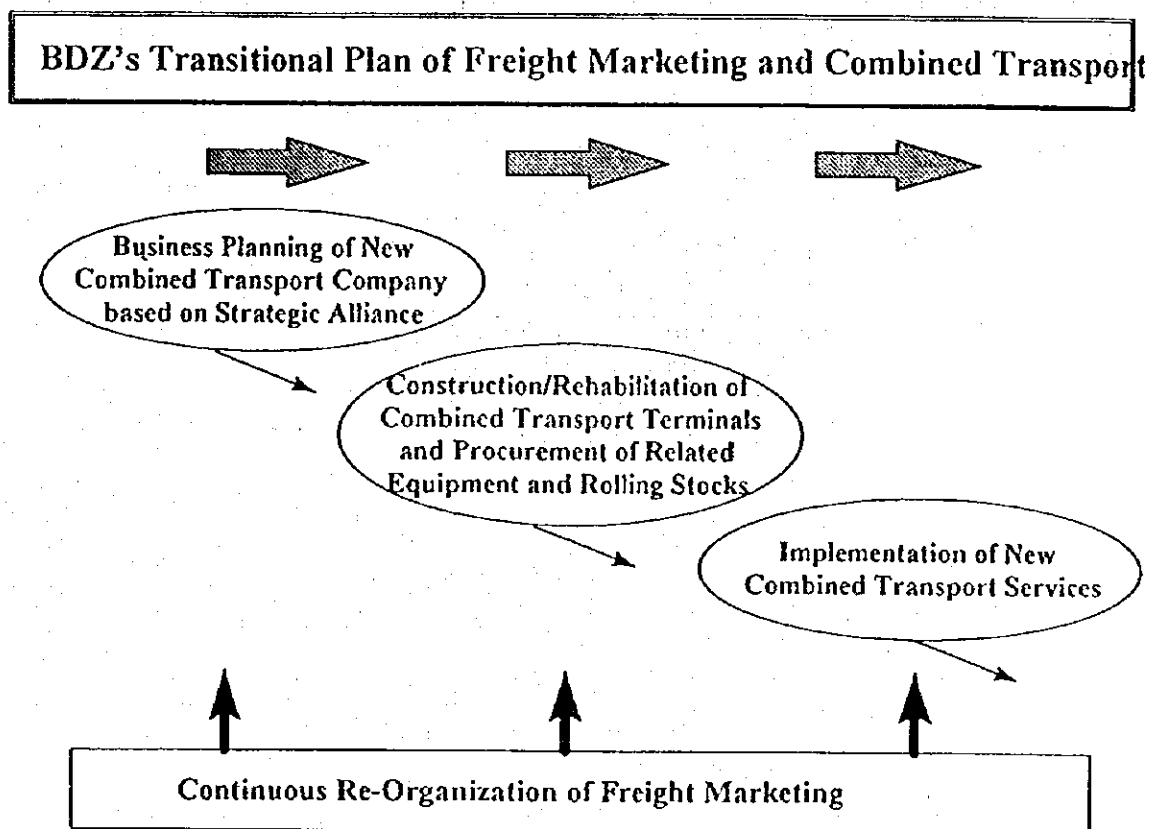 BDZ's Transitional Plan of Freight Marketing and Combined Transport
Business Planning of New
Combined Transport Company
based on Strategic Alliance
Construction/Rehabilitation of
Combined Transport Terminals
and Procurement of Related
Equipment and Rolling Stocks
Implementation of New
Combined Transport Services
Continuous Re-Organization of Freight Marketing